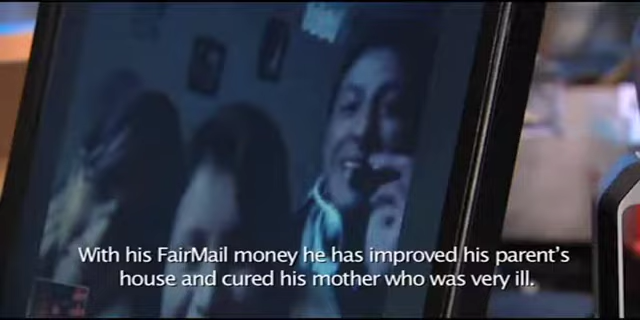 With his FairMail money he has improved his parent's
house and cured his mother who was very ill.